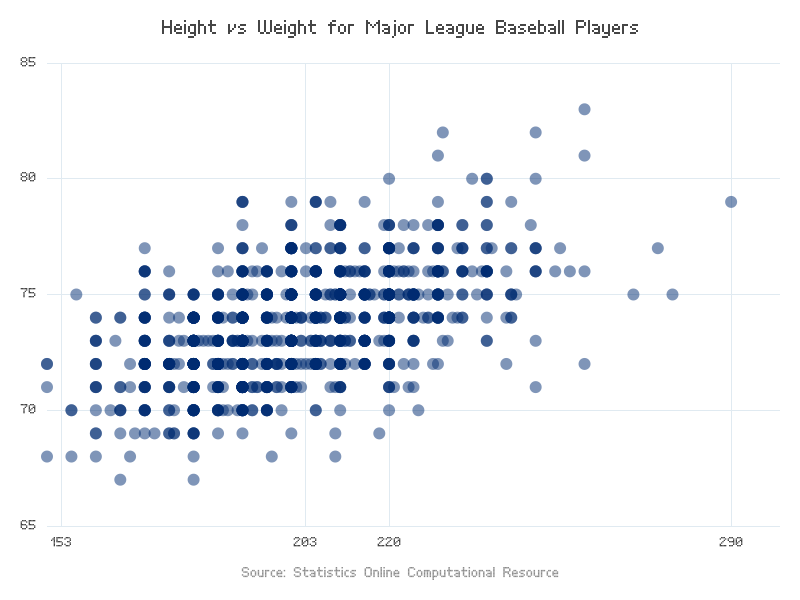 Height vs Weight for Major League Baseball Players
85
80
75
70
65
153 203 220 290
Source: Statistics Online Computational Resource